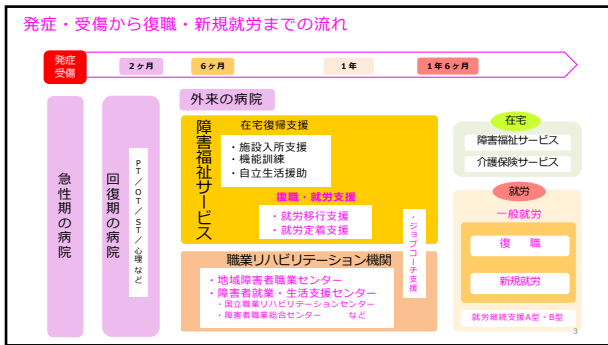 発症・受傷から復職・新規就労までの流れ
発症
受傷
2ヶ月
6ヶ月
1年
1年6ヶ月
急性期の病院
回復期の病院
PT/OT/ST/心理など
外来の病院
障害福祉サービス
在宅復帰支援
・施設入所支援
・機能訓練
・自立生活援助
復職・就労支援
・就労移行支援
・就労定着支援
・ジョブコーチ支援
職業リハビリテーション機関
・地域障害者職業センター
・障害者就業・生活支援センター
・国立職業リハビリテーションセンター
・障害者職業総合センター　など
在宅
障害福祉サービス
介護保険サービス
就労
一般就労
復　職
新規就労
就労継続支援A型・B型
3